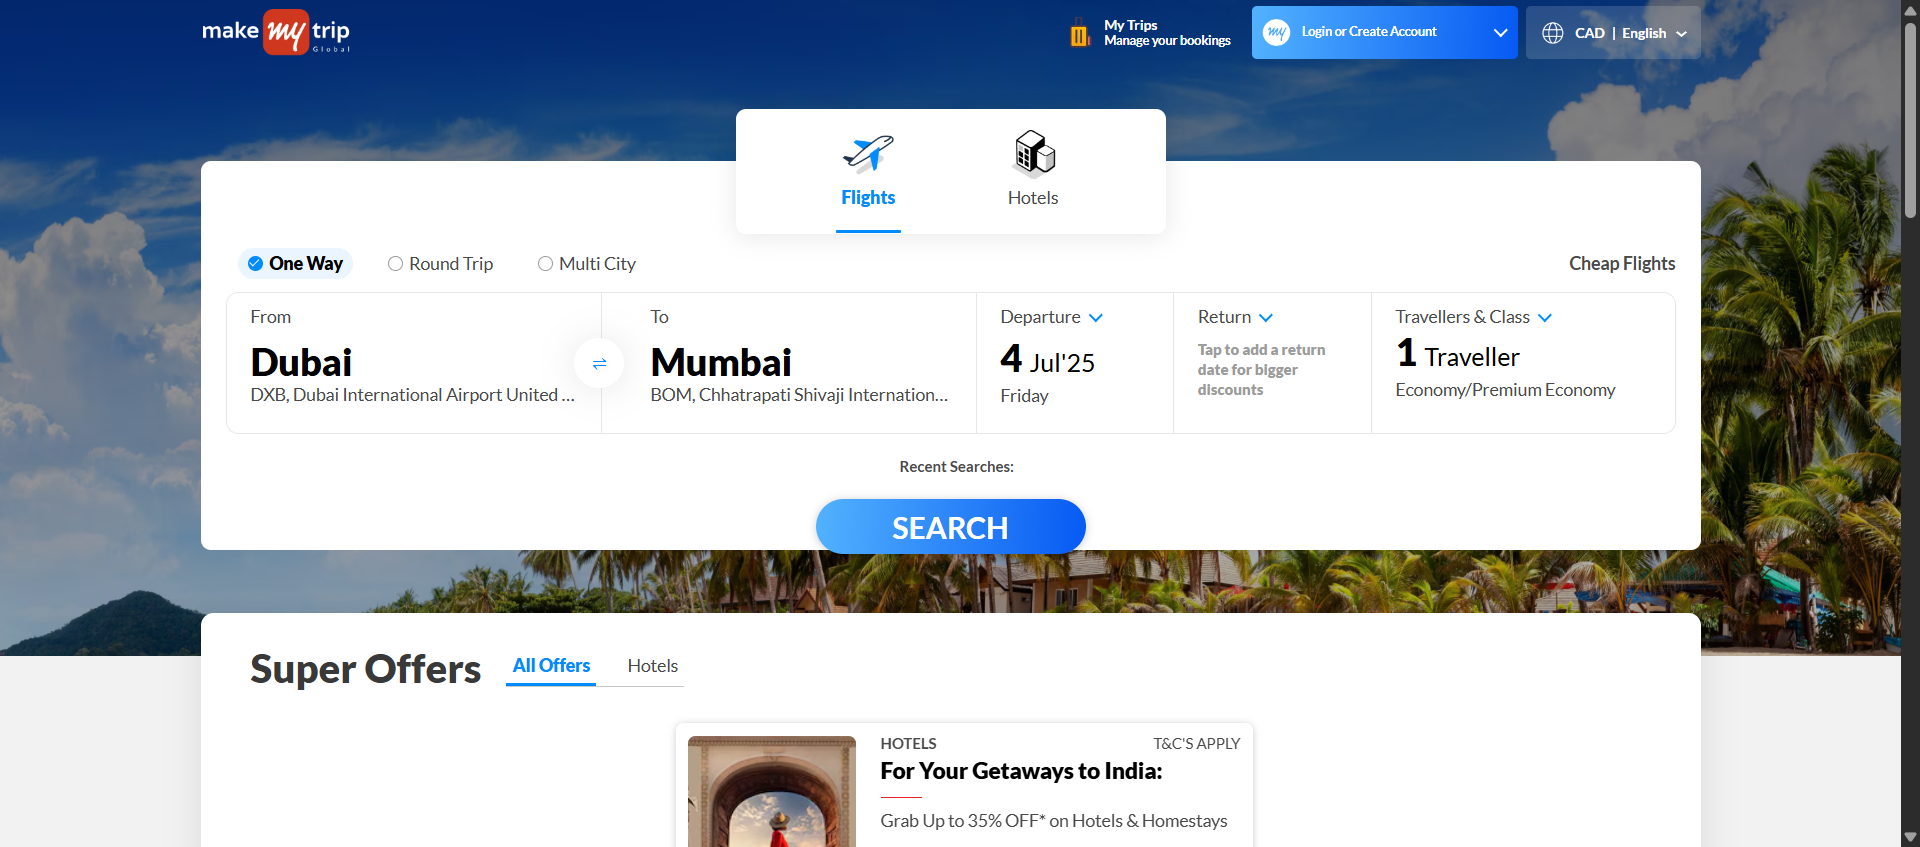 make my trip
Global
My Trips
Manage your bookings
my Login or Create Account
CAD | English
Flights
Hotels
One Way
Round Trip
Multi City
Cheap Flights
From
Dubai
DXB, Dubai International Airport United ...
To
Mumbai
BOM, Chhatrapati Shivaji Internation...
Departure
4 Jul'25
Friday
Return
Tap to add a return
date for bigger
discounts
Travellers & Class
1 Traveller
Economy/Premium Economy
Recent Searches:
SEARCH
Super Offers
All Offers
Hotels
HOTELS
T&C'S APPLY
For Your Getaways to India:
Grab Up to 35% OFF* on Hotels & Homestays